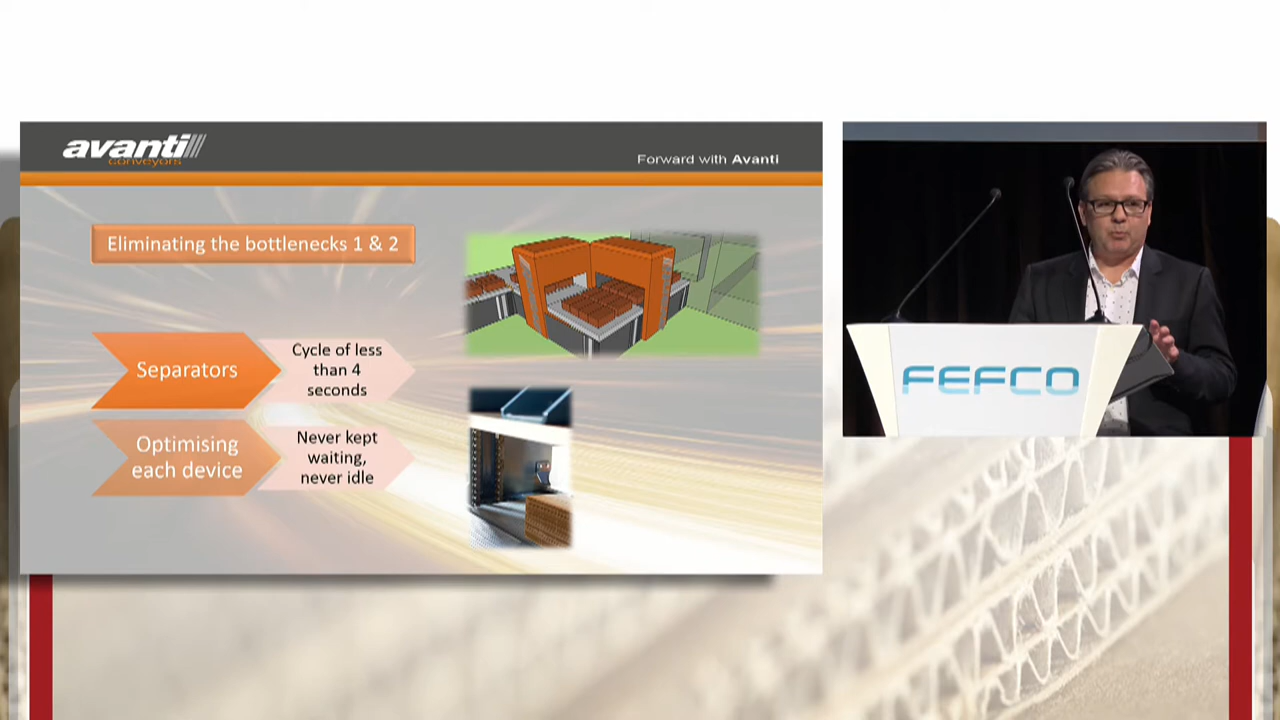 avanti
conveyors
Forward with Avanti
Eliminating the bottlenecks 1 & 2
Separators
Cycle of less
than 4
seconds
Optimising
each device
Never kept
waiting,
never idle
FEFCO